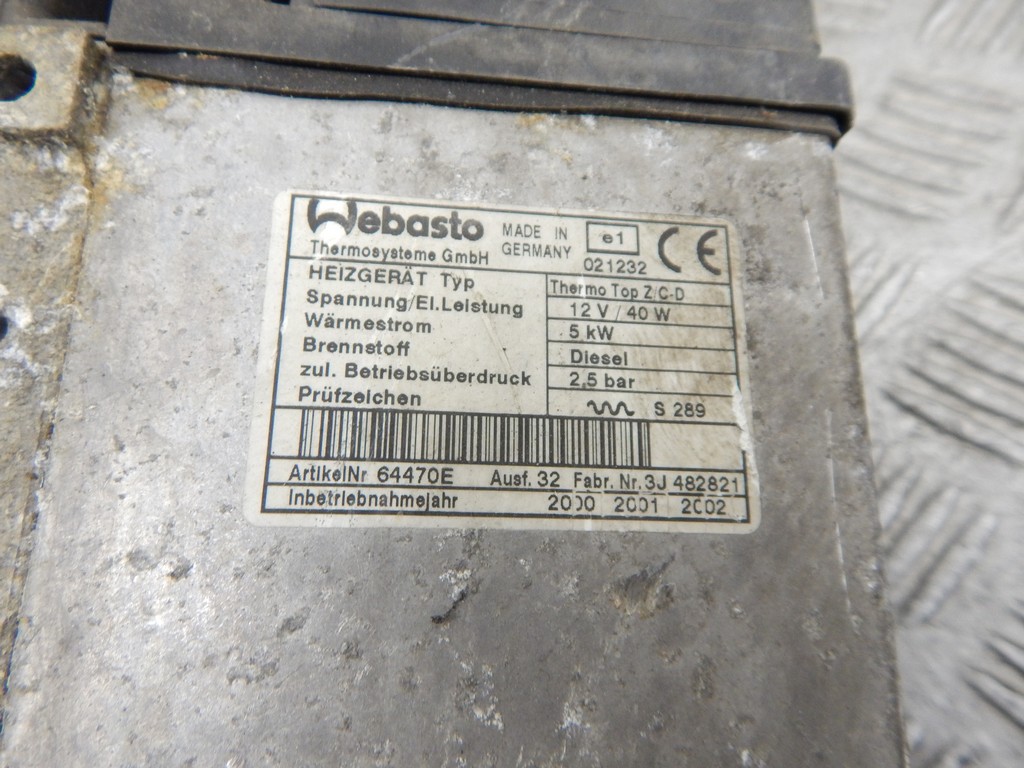 Webasto
Thermosysteme GmbH
MADE IN
GERMANY
e1
021232
CE
HEIZGERÄT Typ Thermo Top Z/C-D
Spannung/El.Leistung 12 V / 40 W
Wärmestrom 5 kW
Brennstoff Diesel
zul. Betriebsüberdruck 2,5 bar
Prüfzeichen S 289
ArtikelNr 64470E Ausf. 32 Fabr. Nr. 3J 482821
Inbetriebnahmejahr 2000 2001 2002